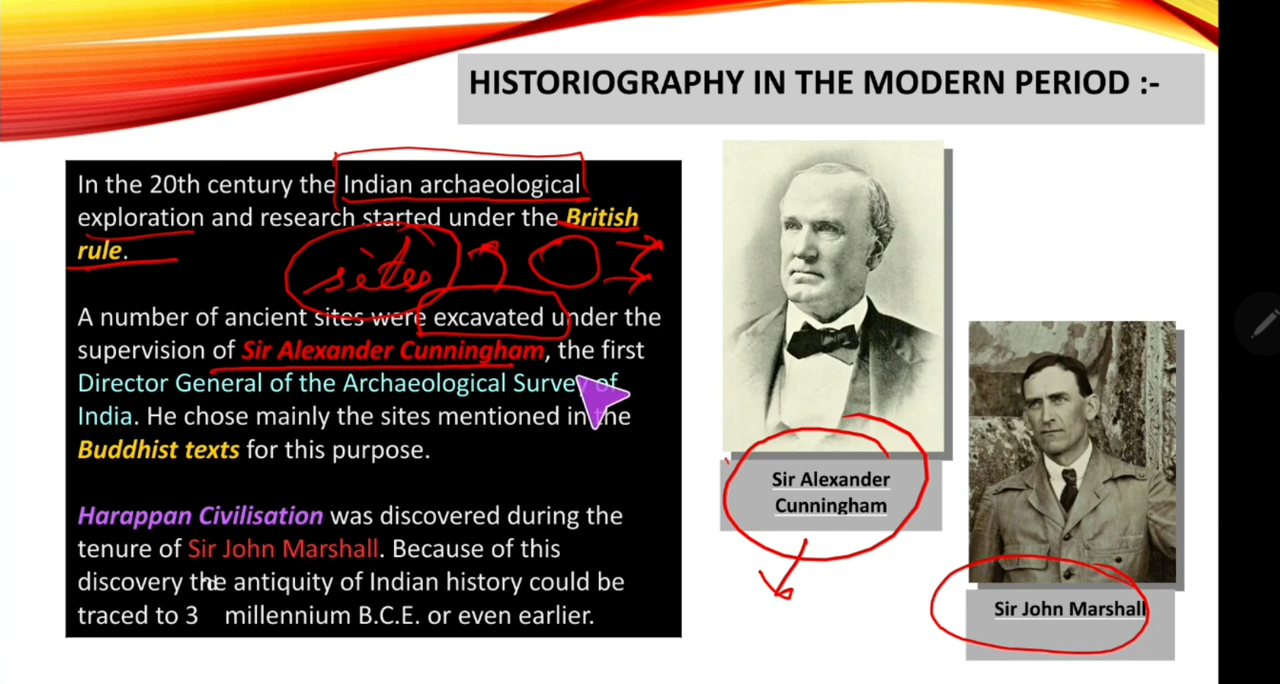 HISTORIOGRAPHY IN THE MODERN PERIOD :-
In the 20th century the Indian archaeological
exploration and research started under the British
rule.
sites
A number of ancient sites were excavated under the
supervision of Sir Alexander Cunningham, the first
Director General of the Archaeological Survey of
India. He chose mainly the sites mentioned in the
Buddhist texts for this purpose.
Harappan Civilisation was discovered during the
tenure of Sir John Marshall. Because of this
discovery the antiquity of Indian history could be
traced to 3rd millennium B.C.E. or even earlier.
Sir Alexander
Cunningham
Sir John Marshall